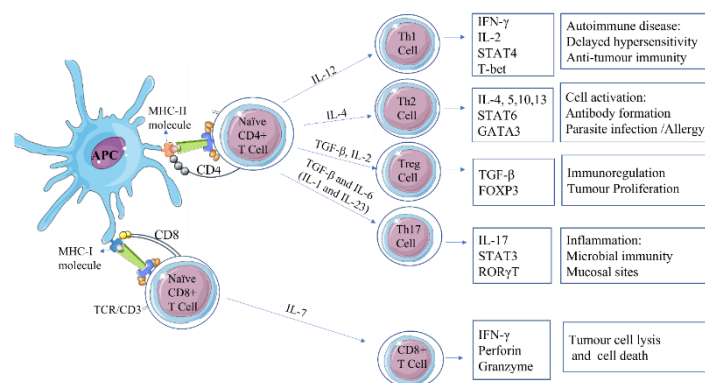 APC
MHC-II
molecule
CD4
Naïve
CD4+
T Cell
CD8
MHC-I
molecule
TCR/CD3
Naïve
CD8+
T Cell
IL-12
Th1
Cell
IFN-γ
IL-2
STAT4
T-bet
Autoimmune disease:
Delayed hypersensitivity
Anti-tumour immunity
IL-4
Th2
Cell
IL-4, 5,10,13
STAT6
GATA3
Cell activation:
Antibody formation
Parasite infection /Allergy
TGF-β, IL-2
Treg
Cell
TGF-β
FOXP3
Immunoregulation
Tumour Proliferation
TGF-β and IL-6
(IL-1 and IL-23)
Th17
Cell
IL-17
STAT3
RORγT
Inflammation:
Microbial immunity
Mucosal sites
IL-7
CD8+
T Cell
IFN-γ
Perforin
Granzyme
Tumour cell lysis
and cell death